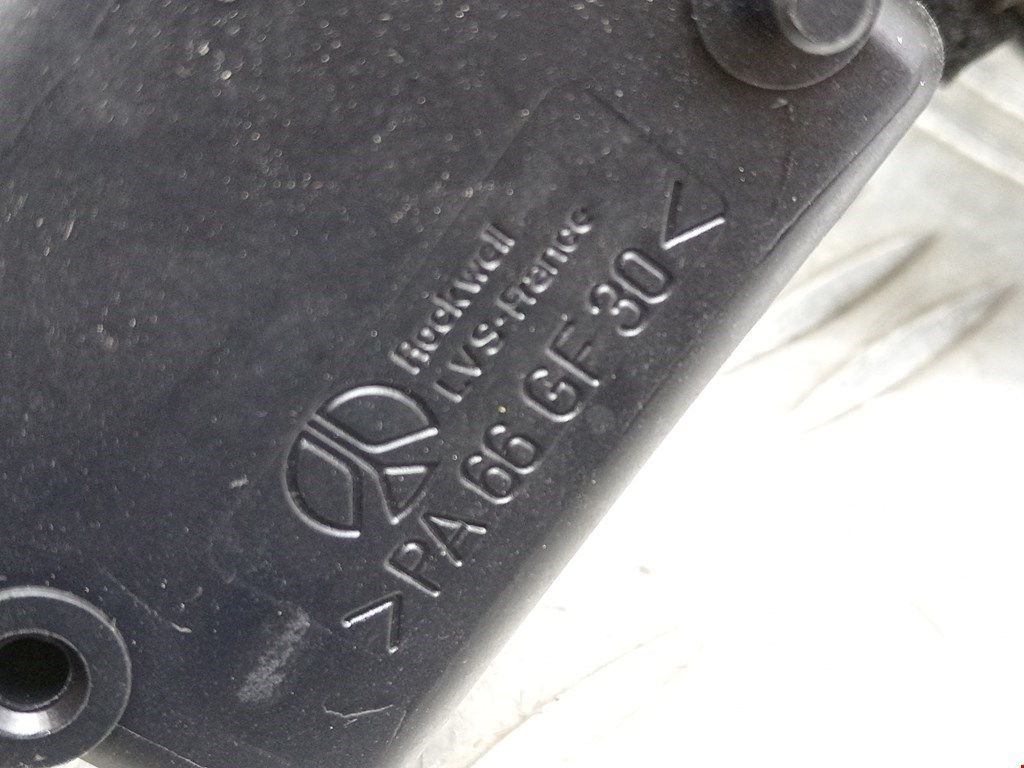 Rockwell
LVS-France
>PA 66 GF 30<